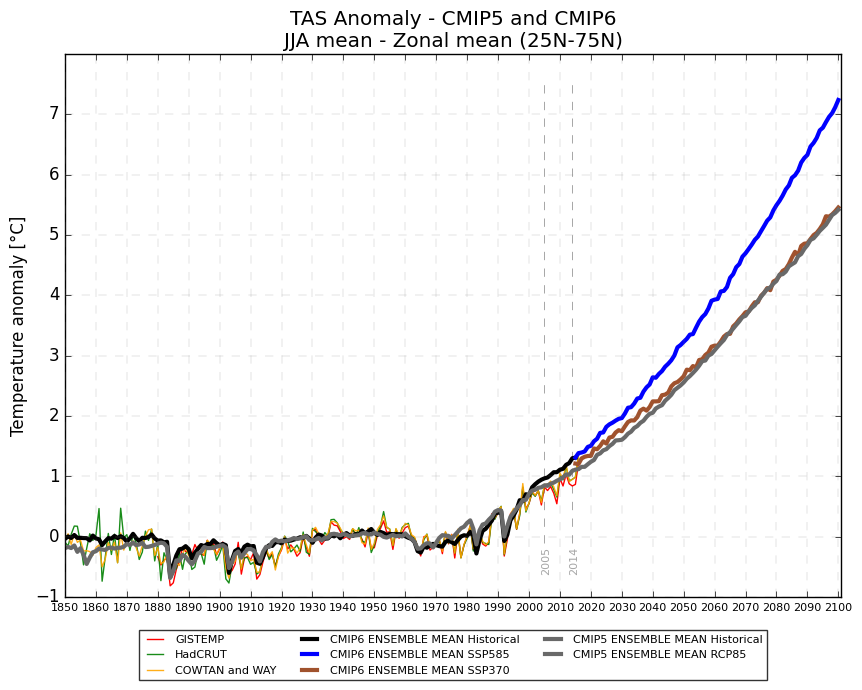 TAS Anomaly - CMIP5 and CMIP6
JJA mean - Zonal mean (25N-75N)
Temperature anomaly [°C]
7
6
5
4
3
2
1
0
−1
2005
2014
1850 1860 1870 1880 1890 1900 1910 1920 1930 1940 1950 1960 1970 1980 1990 2000 2010 2020 2030 2040 2050 2060 2070 2080 2090 2100
GISTEMP
HadCRUT
COWTAN and WAY
CMIP6 ENSEMBLE MEAN Historical
CMIP6 ENSEMBLE MEAN SSP585
CMIP6 ENSEMBLE MEAN SSP370
CMIP5 ENSEMBLE MEAN Historical
CMIP5 ENSEMBLE MEAN RCP85